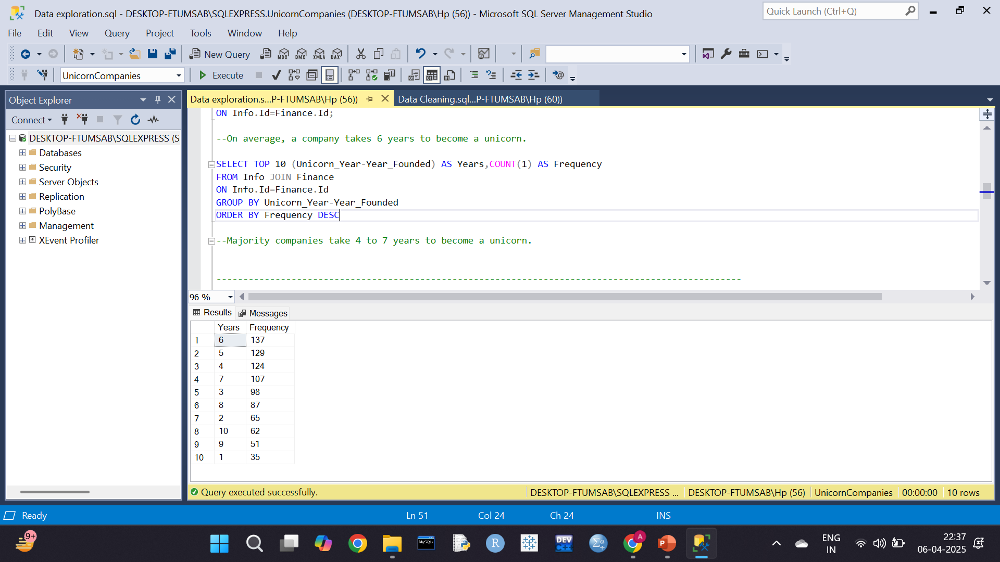 Data exploration.sql - DESKTOP-FTUMSAB\SQLEXPRESS.UnicornCompanies (DESKTOP-FTUMSAB\Hp (56)) - Microsoft SQL Server Management Studio
Quick Launch (Ctrl+Q)
File Edit View Query Project Tools Window Help
New Query MDX DMX XMLA DAX
UnicornCompanies Execute
Object Explorer
Connect
DESKTOP-FTUMSAB\SQLEXPRESS (S
Databases
Security
Server Objects
Replication
PolyBase
Management
XEvent Profiler
Data exploration.s...P-FTUMSAB\Hp (56)) Data Cleaning.sql...P-FTUMSAB\Hp (60))
ON Info.Id=Finance.Id;
--On average, a company takes 6 years to become a unicorn.
SELECT TOP 10 (Unicorn_Year-Year_Founded) AS Years,COUNT(1) AS Frequency
FROM Info JOIN Finance
ON Info.Id=Finance.Id
GROUP BY Unicorn_Year-Year_Founded
ORDER BY Frequency DESC
--Majority companies take 4 to 7 years to become a unicorn.
--------------------------------------------------------------------------------------------------
96 %
Results Messages
Years Frequency
1 6 137
2 5 129
3 4 124
4 7 107
5 3 98
6 8 87
7 2 65
8 10 62
9 9 51
10 1 35
Query executed successfully. DESKTOP-FTUMSAB\SQLEXPRESS ... DESKTOP-FTUMSAB\Hp (56) UnicornCompanies 00:00:00 10 rows
Ready Ln 51 Col 24 Ch 24 INS
9+
MySQL
R
DEV C++
A
P
ENG
IN
22:37
06-04-2025